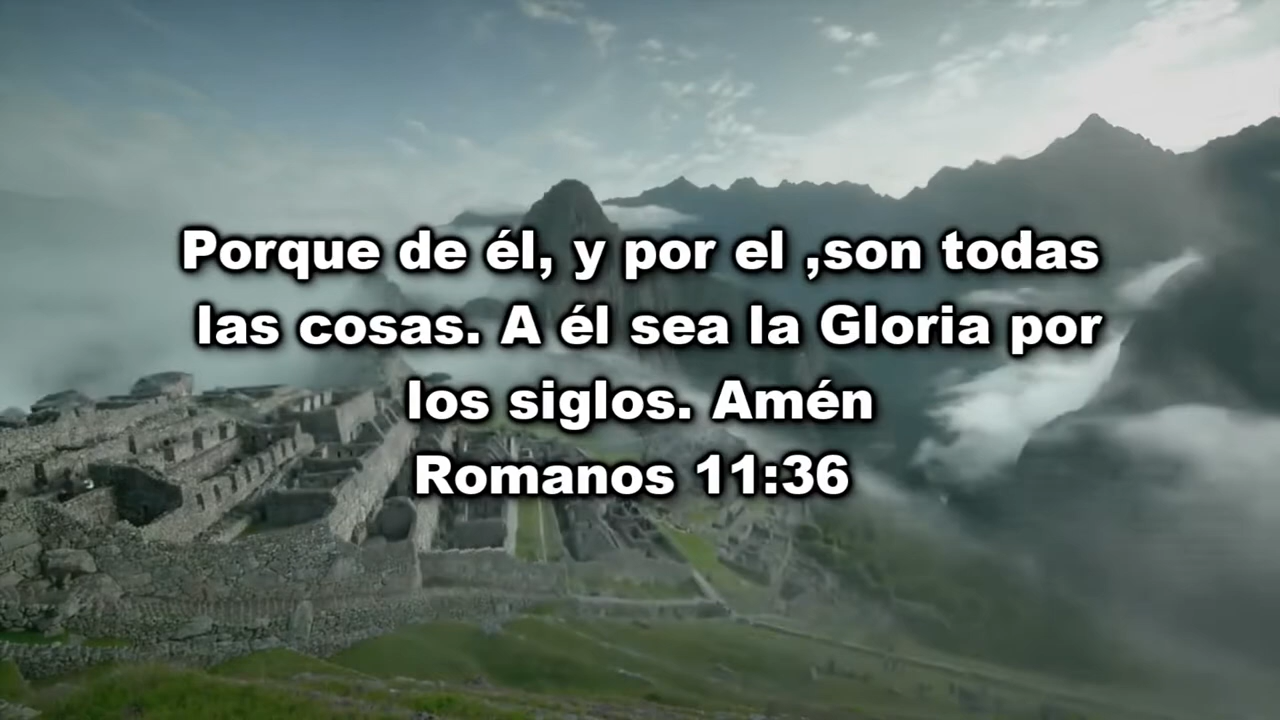 Porque de él, y por el ,son todas
las cosas. A él sea la Gloria por
los siglos. Amén
Romanos 11:36